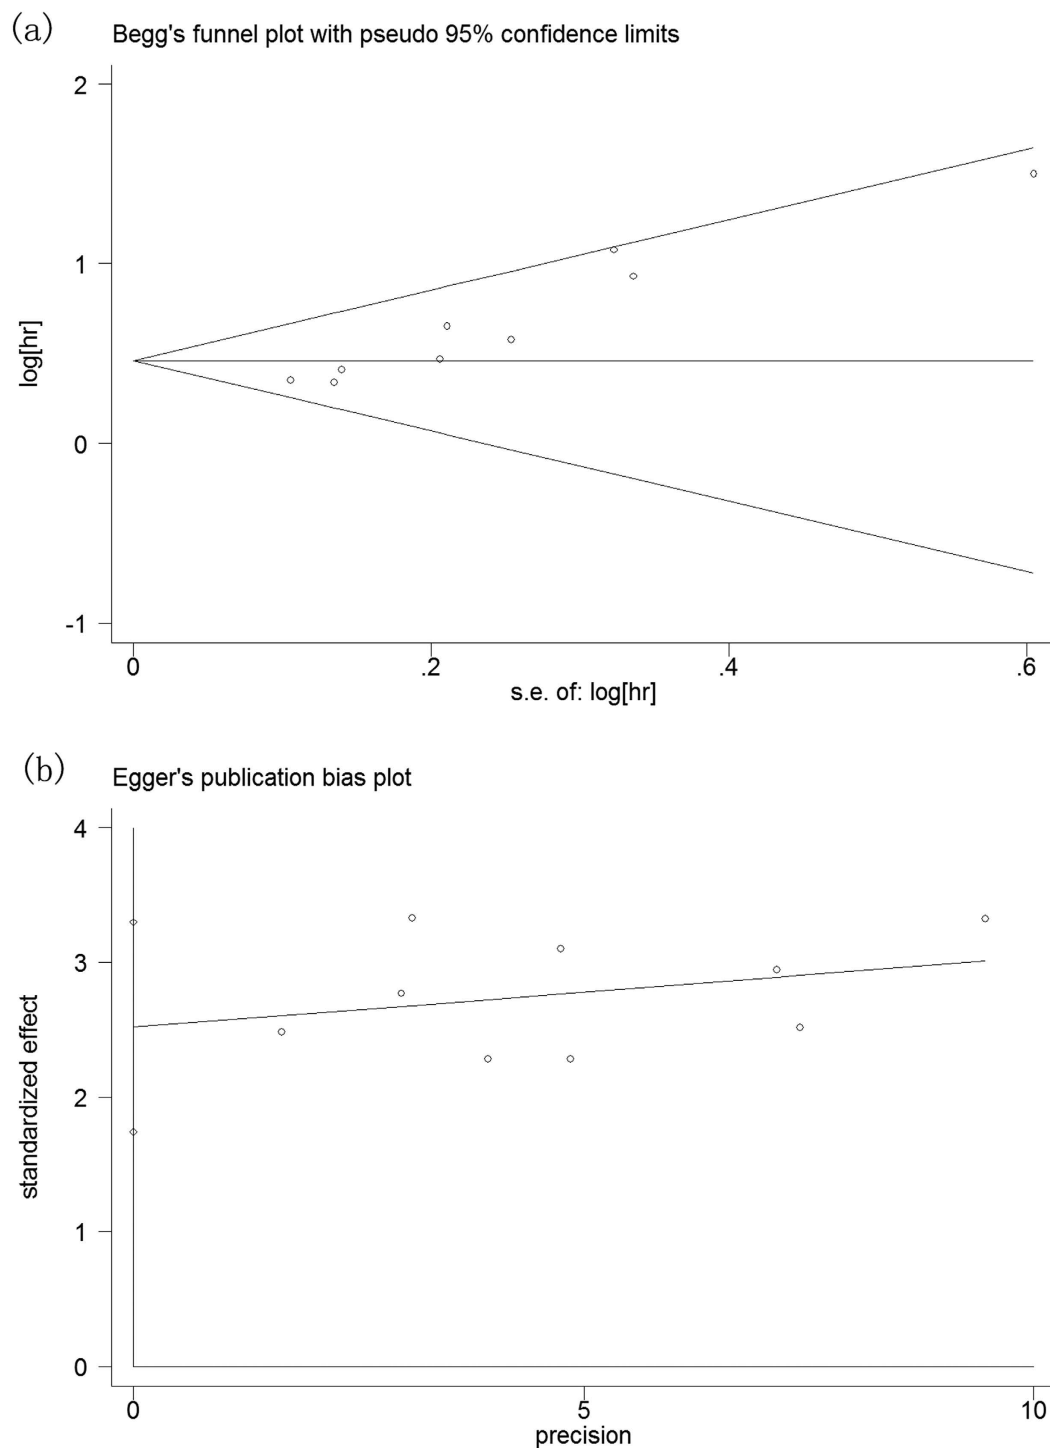 (a)
Begg's funnel plot with pseudo 95% confidence limits
2
1
0
-1
log[hr]
0 .2 .4 .6
s.e. of: log[hr]
(b)
Egger's publication bias plot
4
3
2
1
0
standardized effect
0 5 10
precision